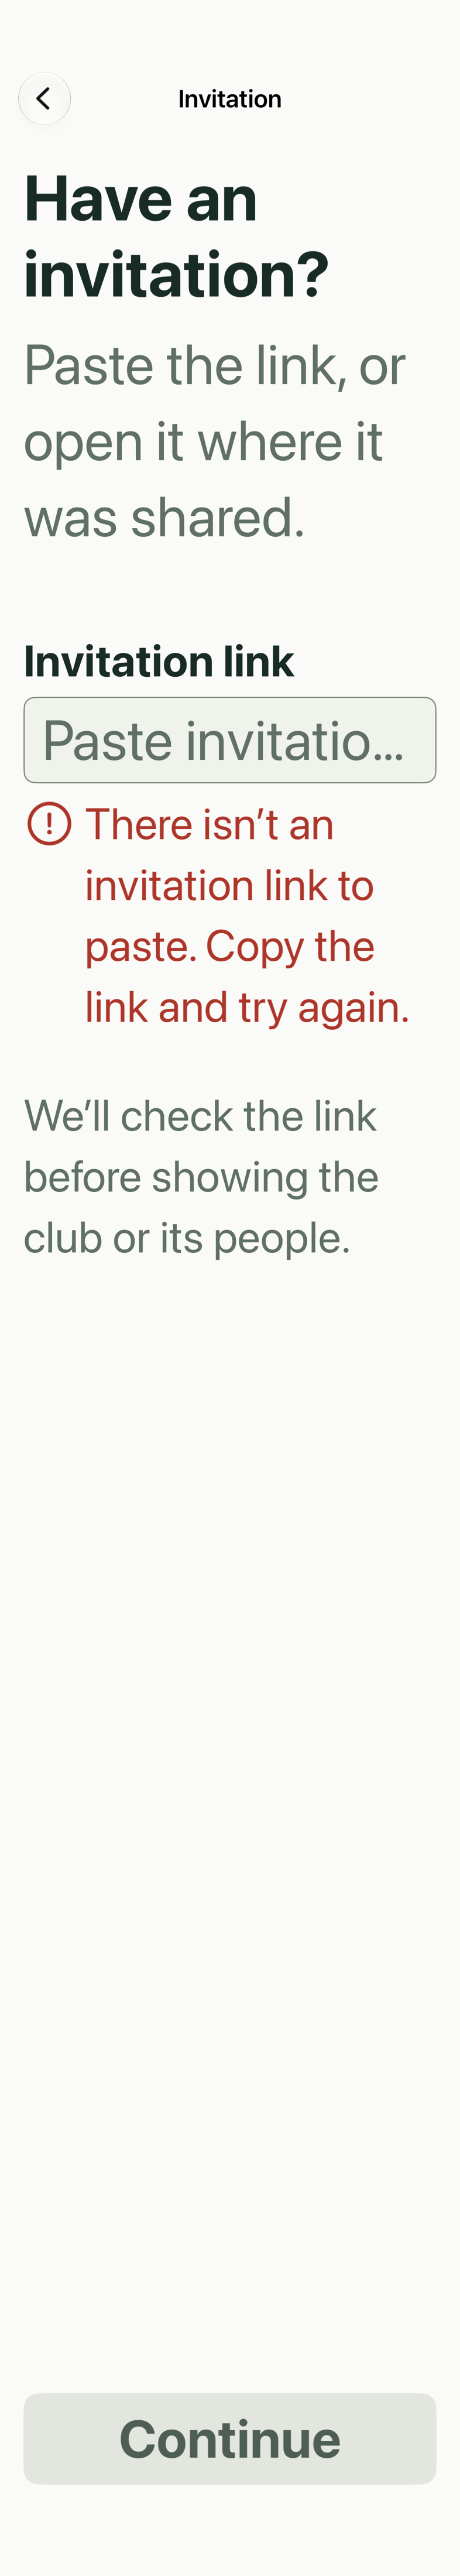 Invitation
Have an
invitation?
Paste the link, or
open it where it
was shared.
Invitation link
Paste invitatio...
There isn’t an
invitation link to
paste. Copy the
link and try again.
We’ll check the link
before showing the
club or its people.
Continue